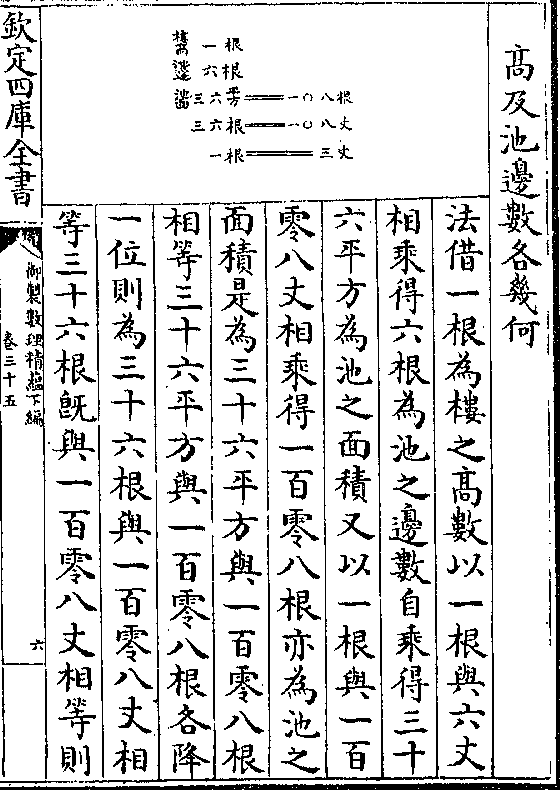 高及池邊數各幾何
樓高 一根
池邊 六根
池積 三六平方══一〇八根
三六根══一〇八丈
一根══三丈
法借一根為樓之高數以一根與六丈
相乘得六根為池之邊數自乘得三十
六平方為池之面積又以一根與一百
零八丈相乘得一百零八根亦為池之
面積是為三十六平方與一百零八根
相等三十六平方與一百零八根各降
一位則為三十六根與一百零八丈相
等三十六根旣與一百零八丈相等則
欽定四庫全書
御製數理精蘊下編
卷三十五
六